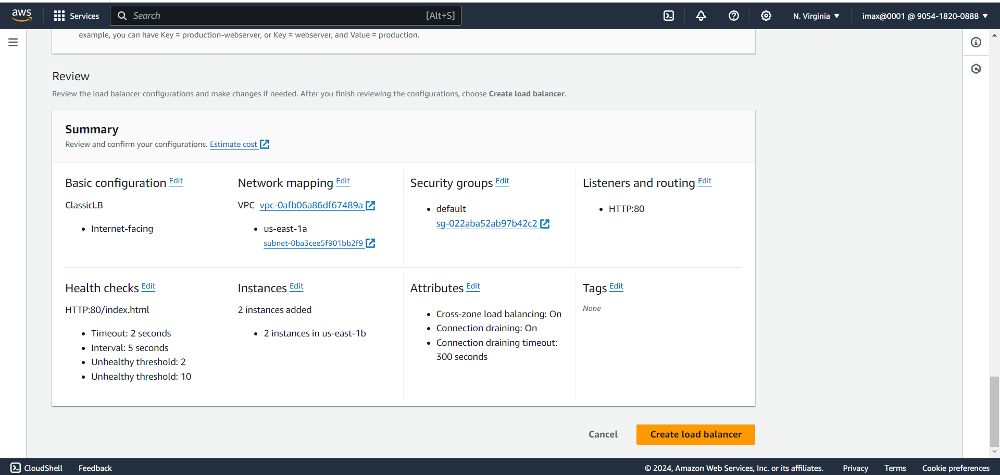 aws Services Search [Alt+S] N. Virginia imax@0001 @ 9054-1820-0888
example, you can have Key = production-webserver, or Key = webserver, and Value = production.
Review
Review the load balancer configurations and make changes if needed. After you finish reviewing the configurations, choose Create load balancer.
Summary
Review and confirm your configurations. Estimate cost
Basic configuration Edit
ClassicLB
Internet-facing
Network mapping Edit
VPC vpc-0afb06a86df67489a
us-east-1a
subnet-0ba3cee5f901bb2f9
Security groups Edit
default
sg-022aba52ab97b42c2
Listeners and routing Edit
HTTP:80
Health checks Edit
HTTP:80/index.html
Timeout: 2 seconds
Interval: 5 seconds
Unhealthy threshold: 2
Unhealthy threshold: 10
Instances Edit
2 instances added
2 instances in us-east-1b
Attributes Edit
Cross-zone load balancing: On
Connection draining: On
Connection draining timeout:
300 seconds
Tags Edit
None
Cancel Create load balancer
CloudShell Feedback © 2024, Amazon Web Services, Inc. or its affiliates. Privacy Terms Cookie preferences